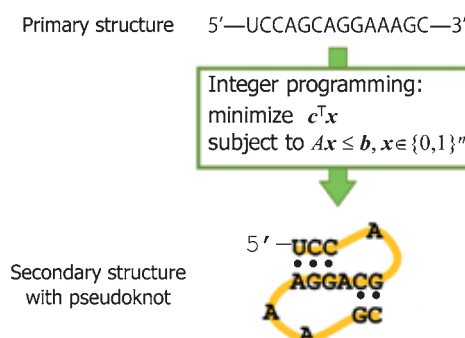 Primary structure 5′—UCCAGCAGGAAAGC—3′
Integer programming:
minimize cᵀx
subject to Ax ≤ b, x∈{0,1}ⁿ
5′–UCC A
Secondary structure
with pseudoknot
AGGACG
A GC
A